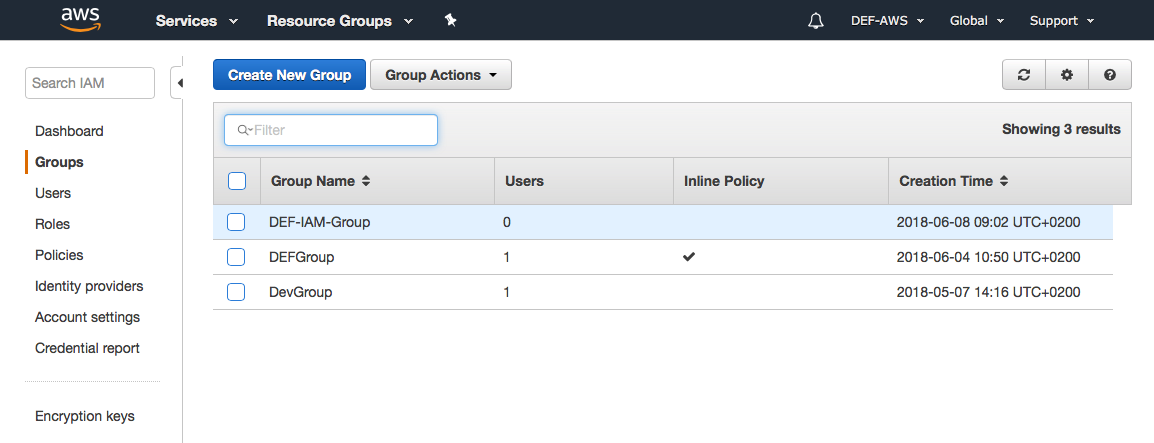 aws Services Resource Groups DEF-AWS Global Support
Search IAM
Dashboard
Groups
Users
Roles
Policies
Identity providers
Account settings
Credential report
Encryption keys
Create New Group Group Actions
Filter Showing 3 results
Group Name Users Inline Policy Creation Time
DEF-IAM-Group 0 2018-06-08 09:02 UTC+0200
DEFGroup 1 2018-06-04 10:50 UTC+0200
DevGroup 1 2018-05-07 14:16 UTC+0200